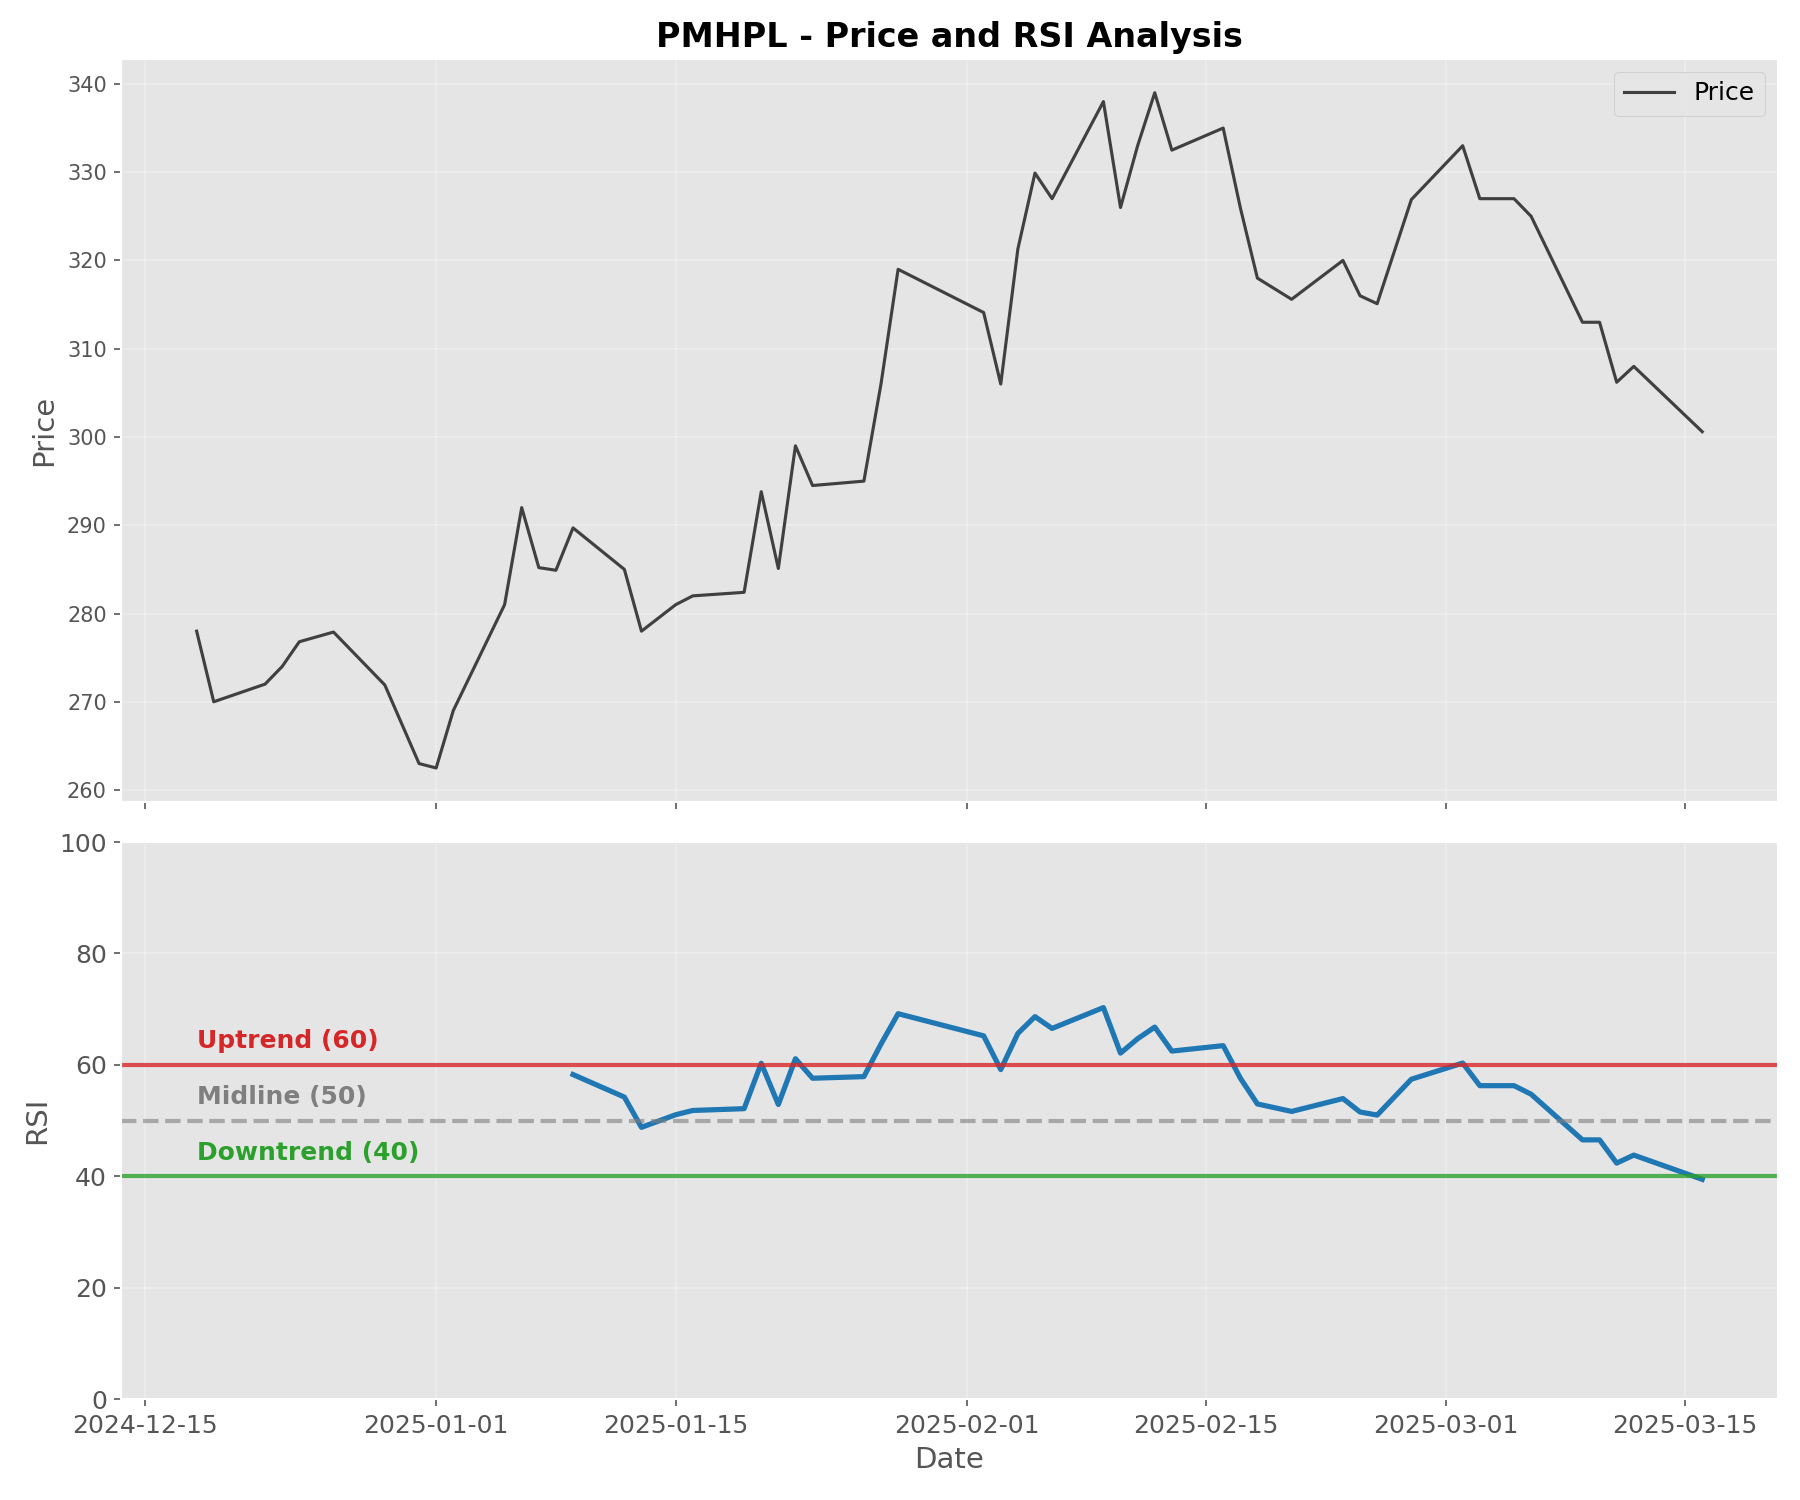 PMHPL - Price and RSI Analysis
Price
340
330
320
310
300
290
280
270
260
Price
100
80
60
40
20
0
RSI
Uptrend (60)
Midline (50)
Downtrend (40)
2024-12-15
2025-01-01
2025-01-15
2025-02-01
2025-02-15
2025-03-01
2025-03-15
Date